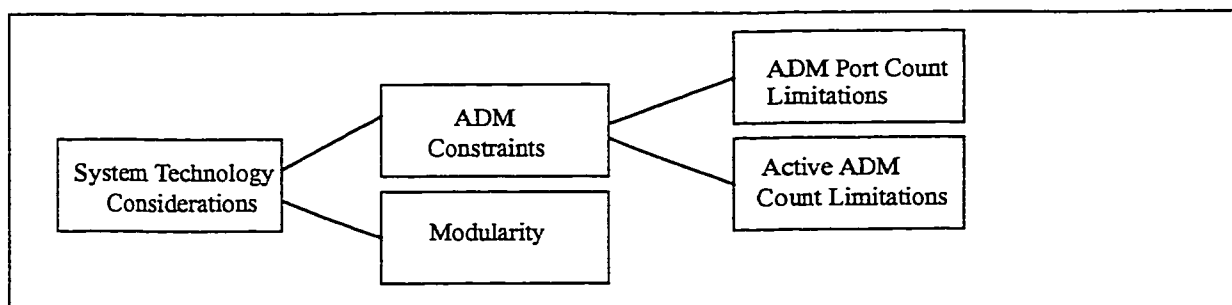 System Technology
Considerations
ADM
Constraints
Modularity
ADM Port Count
Limitations
Active ADM
Count Limitations